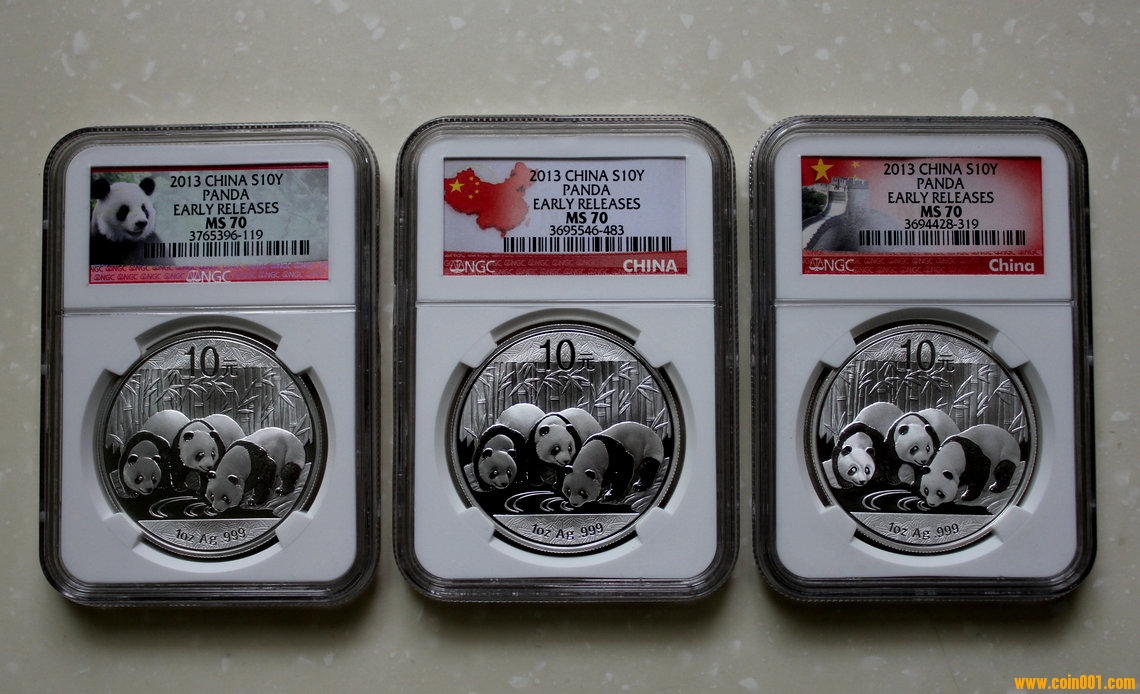 2013 CHINA S10Y
PANDA
EARLY RELEASES
MS 70
3765396-119
NGC
10元
1oz Ag .999
2013 CHINA S10Y
PANDA
EARLY RELEASES
MS 70
3695546-483
NGC CHINA
10元
1oz Ag .999
2013 CHINA S10Y
PANDA
EARLY RELEASES
MS 70
3694428-319
NGC China
10元
1oz Ag .999
www.coin001.com